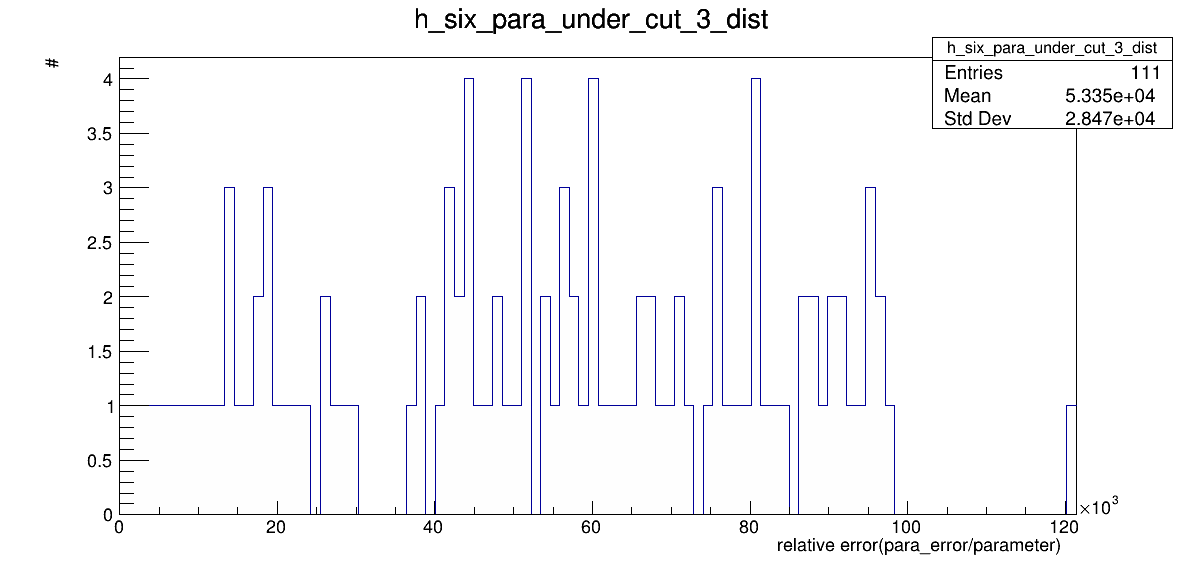 h_six_para_under_cut_3_dist
#
h_six_para_under_cut_3_dist
Entries 111
Mean 5.335e+04
Std Dev 2.847e+04
4
3.5
3
2.5
2
1.5
1
0.5
0
0 20 40 60 80 100 120 ×10³
relative error(para_error/parameter)